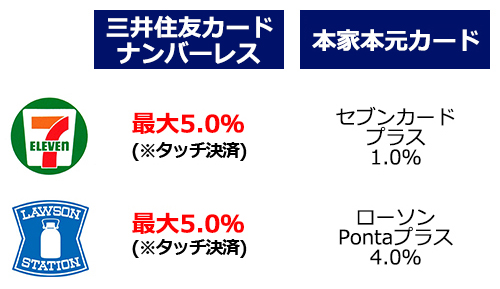 三井住友カード
ナンバーレス
本家本元カード
7
ELEVEn
最大5.0%
(※タッチ決済)
セブンカード
プラス
1.0%
LAWSON
STATION
最大5.0%
(※タッチ決済)
ローソン
Pontaプラス
4.0%